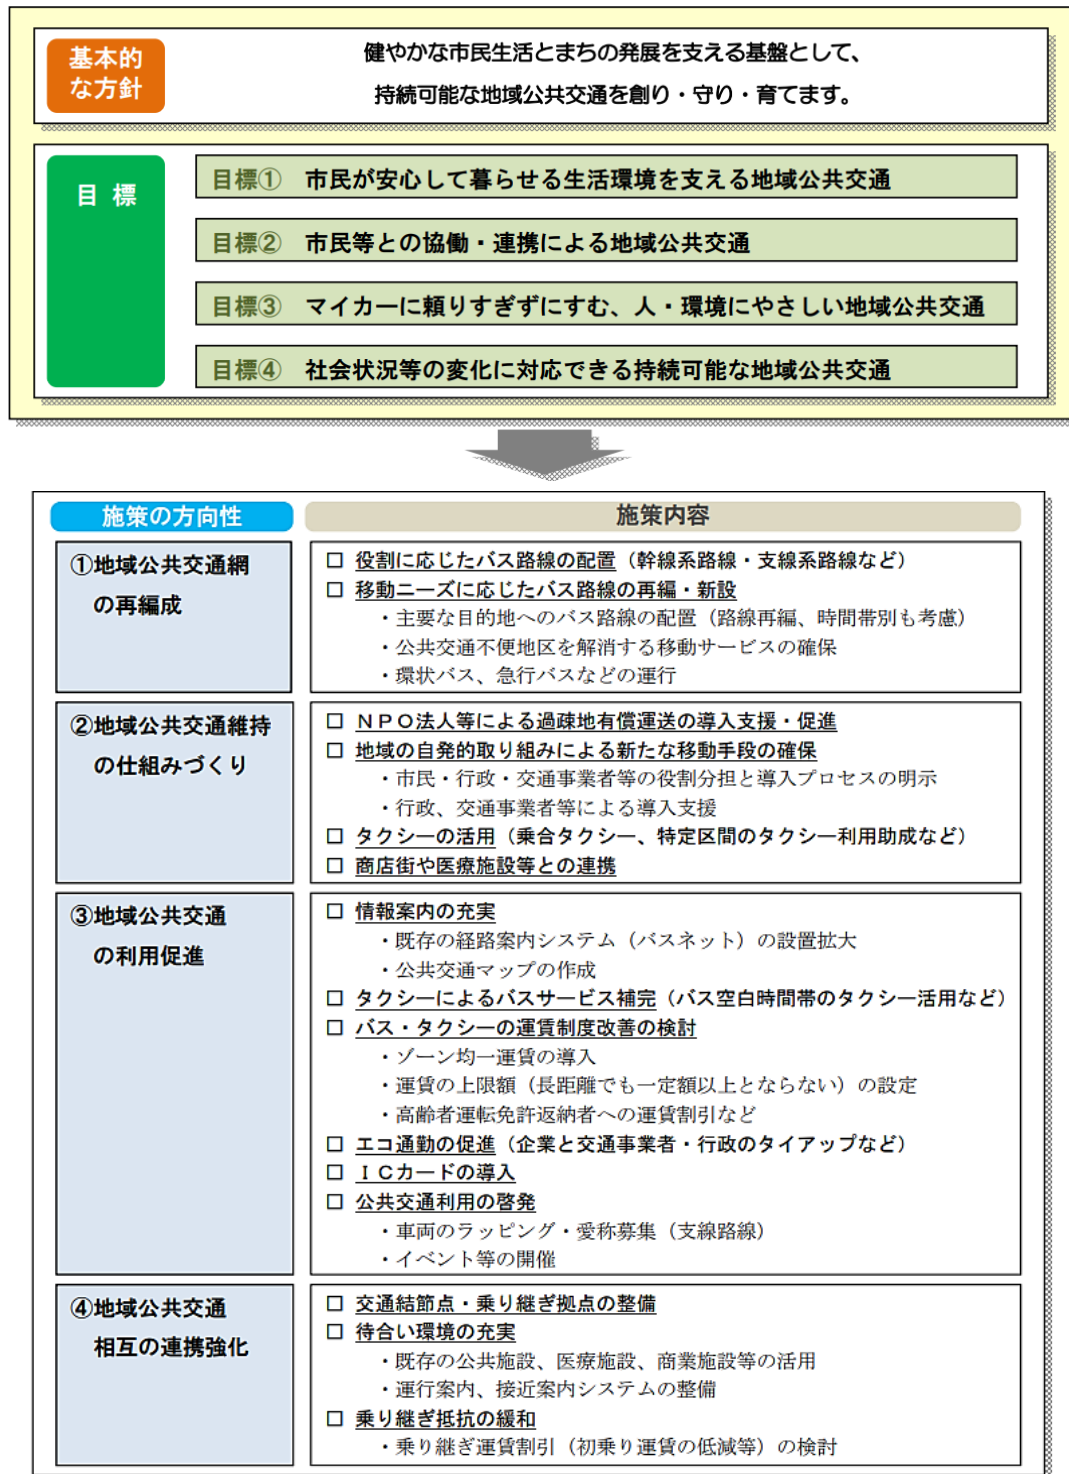 基本的
な方針
健やかな市民生活とまちの発展を支える基盤として、
持続可能な地域公共交通を創り・守り・育てます。
目 標
目標① 市民が安心して暮らせる生活環境を支える地域公共交通
目標② 市民等との協働・連携による地域公共交通
目標③ マイカーに頼りすぎずにすむ、人・環境にやさしい地域公共交通
目標④ 社会状況等の変化に対応できる持続可能な地域公共交通
施策の方向性
施策内容
①地域公共交通網
の再編成
□ 役割に応じたバス路線の配置（幹線系路線・支線系路線など）
□ 移動ニーズに応じたバス路線の再編・新設
・主要な目的地へのバス路線の配置（路線再編、時間帯別も考慮）
・公共交通不便地区を解消する移動サービスの確保
・環状バス、急行バスなどの運行
②地域公共交通維持
の仕組みづくり
□ ＮＰＯ法人等による過疎地有償運送の導入支援・促進
□ 地域の自発的取り組みによる新たな移動手段の確保
・市民・行政・交通事業者等の役割分担と導入プロセスの明示
・行政、交通事業者等による導入支援
□ タクシーの活用（乗合タクシー、特定区間のタクシー利用助成など）
□ 商店街や医療施設等との連携
③地域公共交通
の利用促進
□ 情報案内の充実
・既存の経路案内システム（バスネット）の設置拡大
・公共交通マップの作成
□ タクシーによるバスサービス補完（バス空白時間帯のタクシー活用など）
□ バス・タクシーの運賃制度改善の検討
・ゾーン均一運賃の導入
・運賃の上限額（長距離でも一定額以上とならない）の設定
・高齢者運転免許返納者への運賃割引など
□ エコ通勤の促進（企業と交通事業者・行政のタイアップなど）
□ ＩＣカードの導入
□ 公共交通利用の啓発
・車両のラッピング・愛称募集（支線路線）
・イベント等の開催
④地域公共交通
相互の連携強化
□ 交通結節点・乗り継ぎ拠点の整備
□ 待合い環境の充実
・既存の公共施設、医療施設、商業施設等の活用
・運行案内、接近案内システムの整備
□ 乗り継ぎ抵抗の緩和
・乗り継ぎ運賃割引（初乗り運賃の低減等）の検討